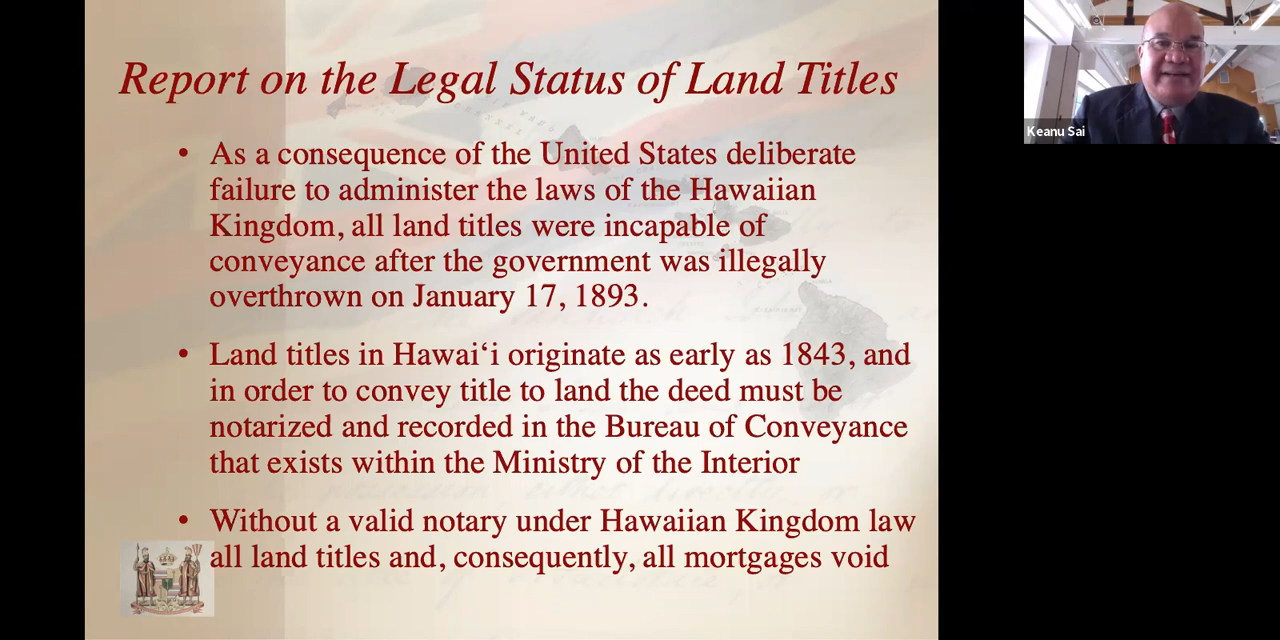 Report on the Legal Status of Land Titles
• As a consequence of the United States deliberate
failure to administer the laws of the Hawaiian
Kingdom, all land titles were incapable of
conveyance after the government was illegally
overthrown on January 17, 1893.
• Land titles in Hawai‘i originate as early as 1843, and
in order to convey title to land the deed must be
notarized and recorded in the Bureau of Conveyance
that exists within the Ministry of the Interior
• Without a valid notary under Hawaiian Kingdom law
all land titles and, consequently, all mortgages void
Keanu Sai